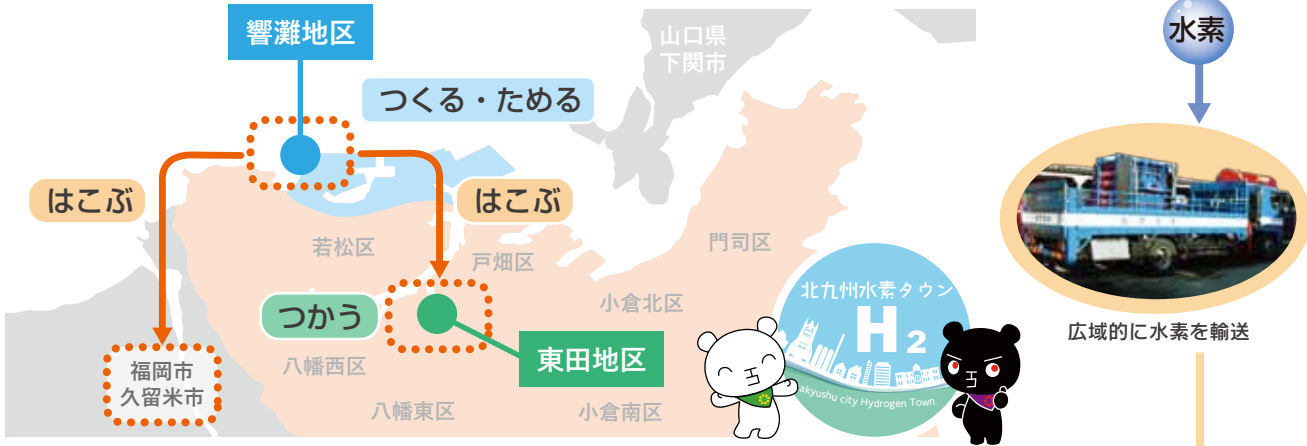 響灘地区
つくる・ためる
山口県
下関市
水素
はこぶ
はこぶ
若松区
戸畑区
門司区
小倉北区
つかう
東田地区
八幡西区
八幡東区
小倉南区
福岡市
久留米市
北九州水素タウン
H2
akyushu city Hydrogen Town
広域的に水素を輸送